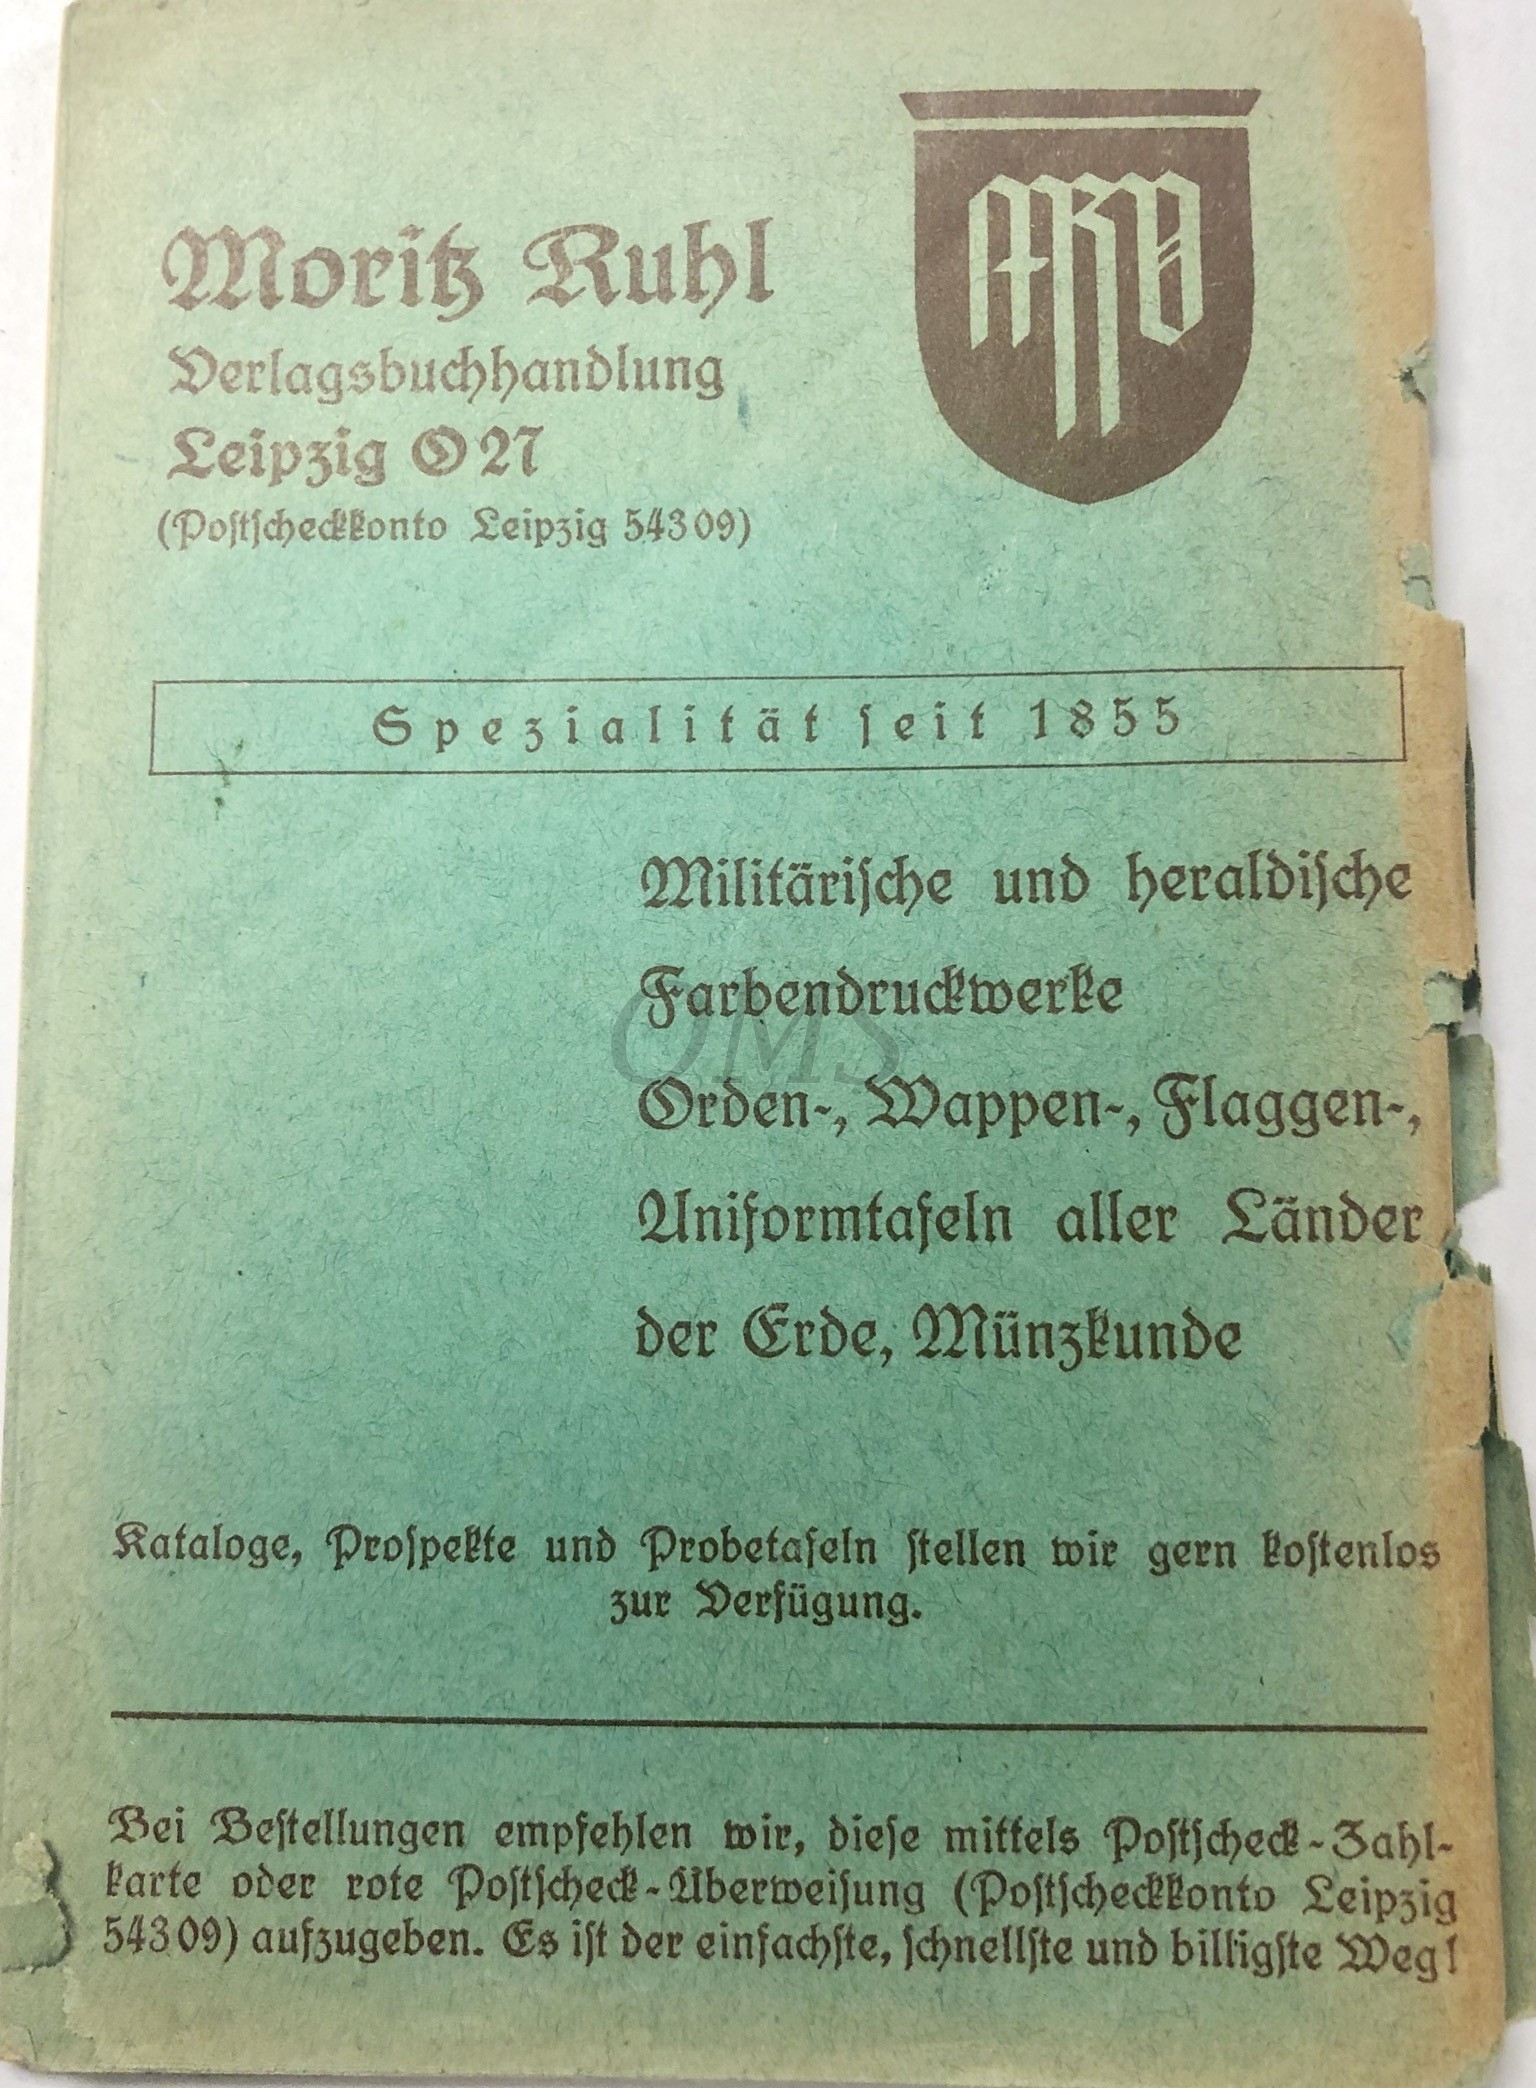 Moritz Ruhl
MRV
Verlagsbuchhandlung
Leipzig O 27
(Postscheckkonto Leipzig 54309)
Spezialität seit 1855
Militärische und heraldische
Farbendruckwerke
OMS
Orden-, Wappen-, Flaggen-,
Uniformtafeln aller Länder
der Erde, Münzkunde
Kataloge, Prospekte und Probetafeln stellen wir gern kostenlos
zur Verfügung.
Bei Bestellungen empfehlen wir, diese mittels Postscheck-Zahl-
karte oder rote Postscheck-Überweisung (Postscheckkonto Leipzig
54309) aufzugeben. Es ist der einfachste, schnellste und billigste Weg!